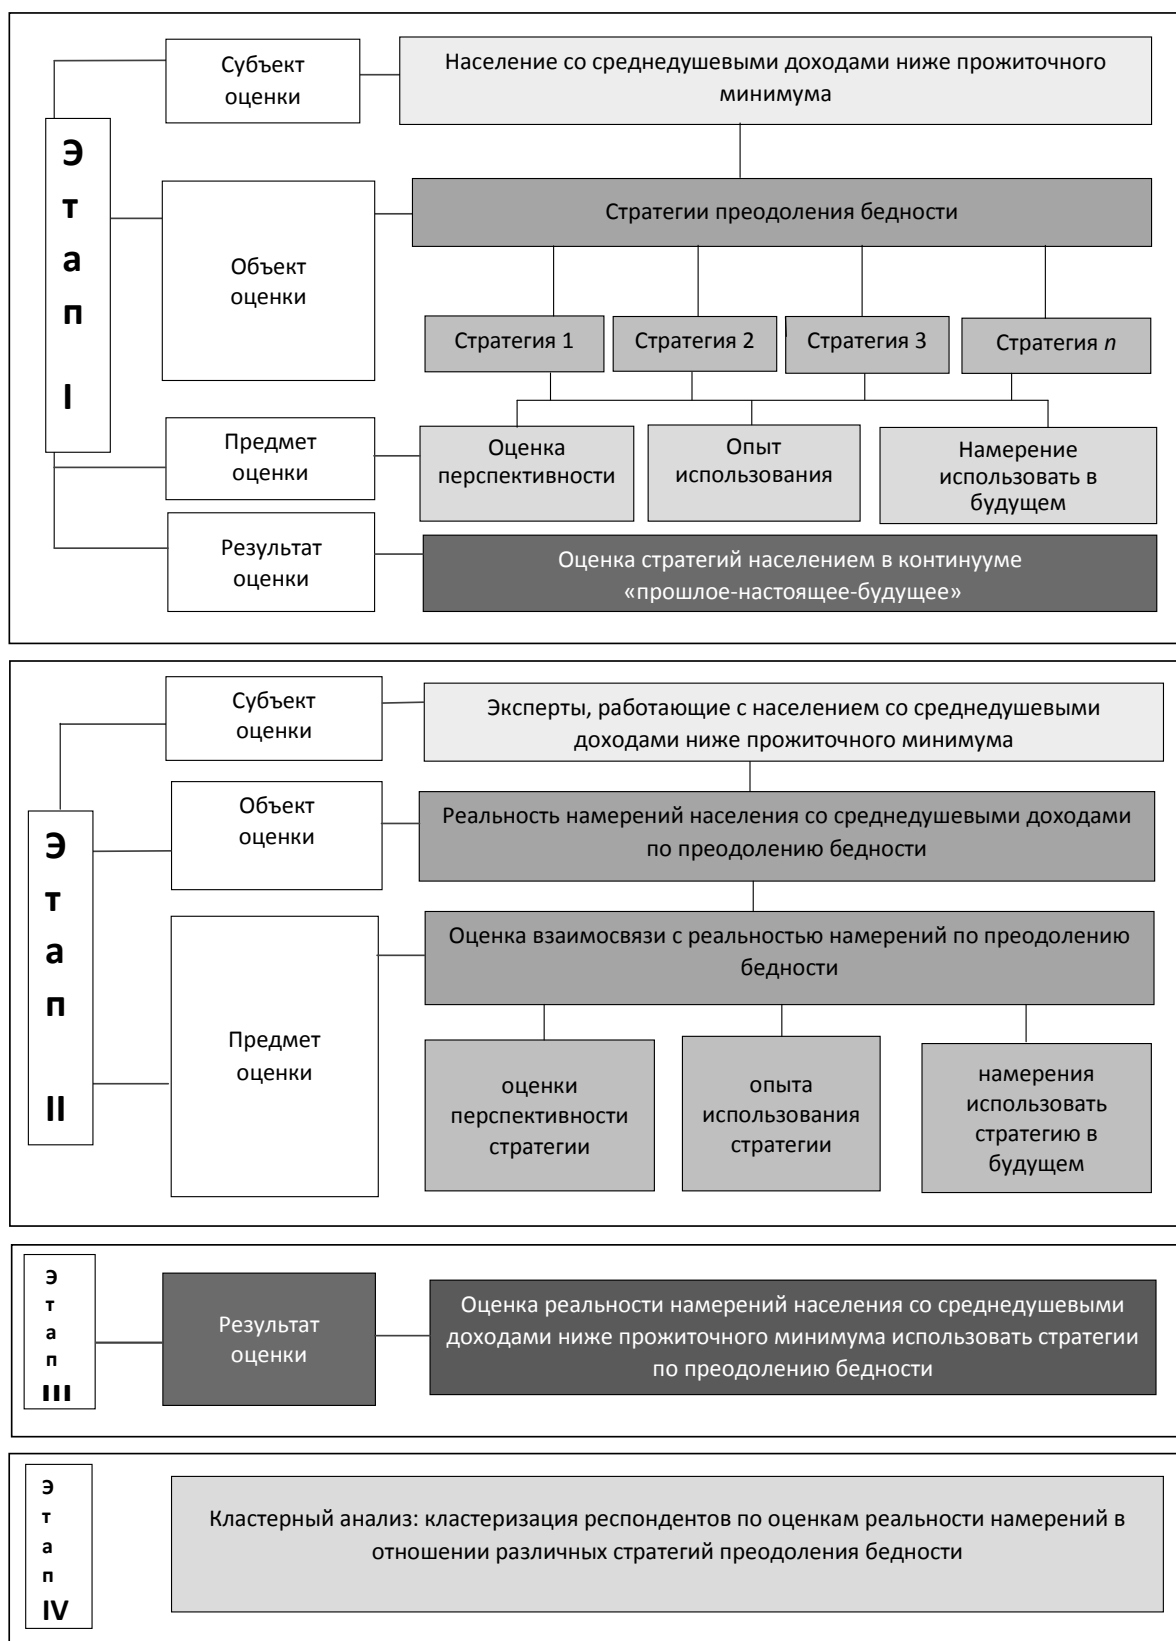 Этап I
Субъект
оценки
Население со среднедушевыми доходами ниже прожиточного
минимума
Объект
оценки
Стратегии преодоления бедности
Стратегия 1
Стратегия 2
Стратегия 3
Стратегия n
Предмет
оценки
Оценка
перспективности
Опыт
использования
Намерение
использовать в
будущем
Результат
оценки
Оценка стратегий населением в континууме
«прошлое-настоящее-будущее»
Этап II
Субъект
оценки
Эксперты, работающие с населением со среднедушевыми
доходами ниже прожиточного минимума
Объект
оценки
Реальность намерений населения со среднедушевыми доходами
по преодолению бедности
Предмет
оценки
Оценка взаимосвязи с реальностью намерений по преодолению
бедности
оценки
перспективности
стратегии
опыта
использования
стратегии
намерения
использовать
стратегию в
будущем
Этап III
Результат
оценки
Оценка реальности намерений населения со среднедушевыми
доходами ниже прожиточного минимума использовать стратегии
по преодолению бедности
Этап IV
Кластерный анализ: кластеризация респондентов по оценкам реальности намерений в
отношении различных стратегий преодоления бедности